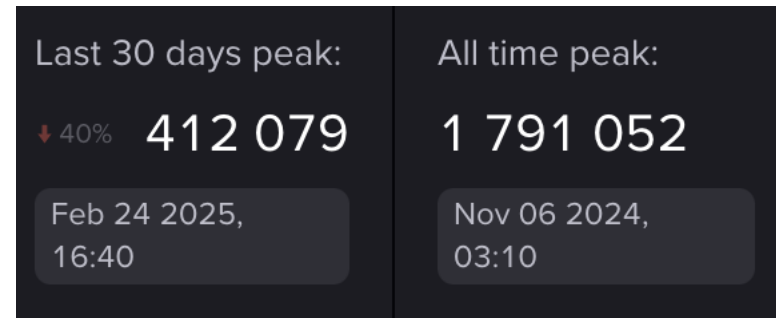 Last 30 days peak:
↓ 40% 412 079
Feb 24 2025,
16:40
All time peak:
1 791 052
Nov 06 2024,
03:10